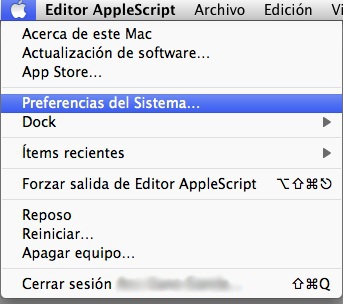 Editor AppleScript Archivo Edición Vi
Acerca de este Mac
Actualización de software...
App Store...
Preferencias del Sistema...
Dock
Ítems recientes
Forzar salida de Editor AppleScript ⌥⇧⌘⎋
Reposo
Reiniciar...
Apagar equipo...
Cerrar sesión ⇧⌘Q